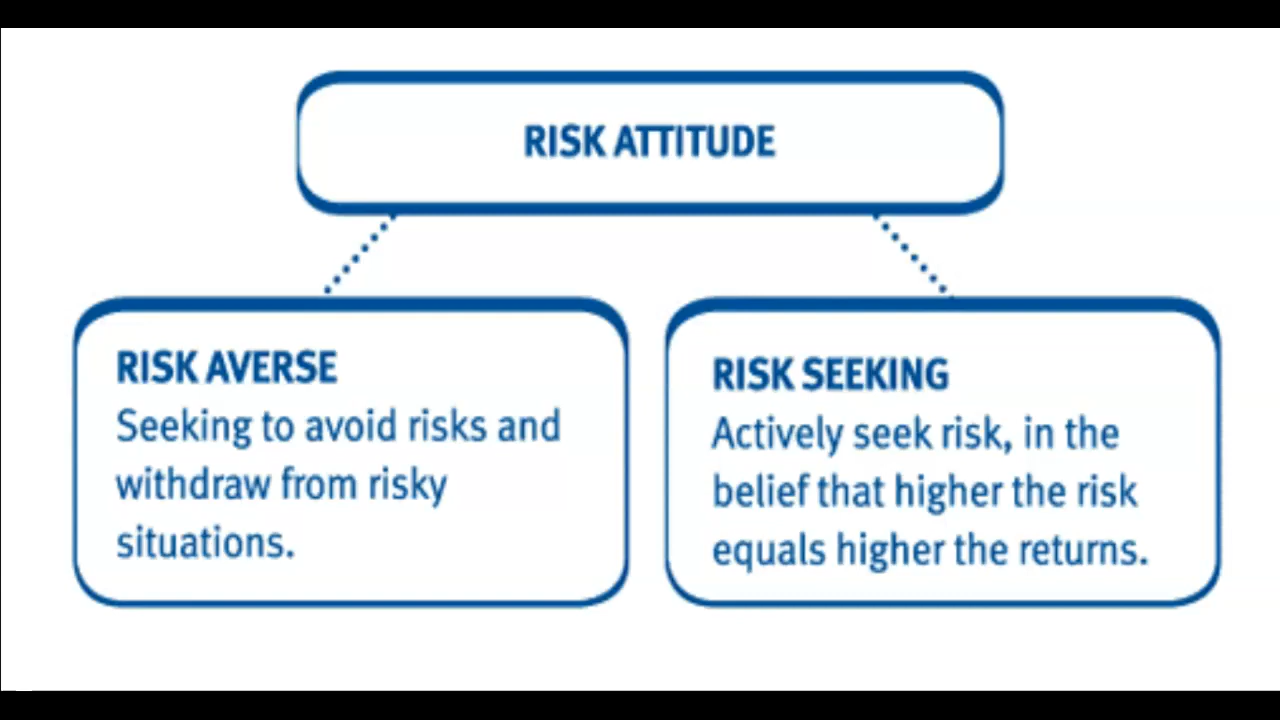 RISK ATTITUDE
RISK AVERSE
Seeking to avoid risks and
withdraw from risky
situations.
RISK SEEKING
Actively seek risk, in the
belief that higher the risk
equals higher the returns.